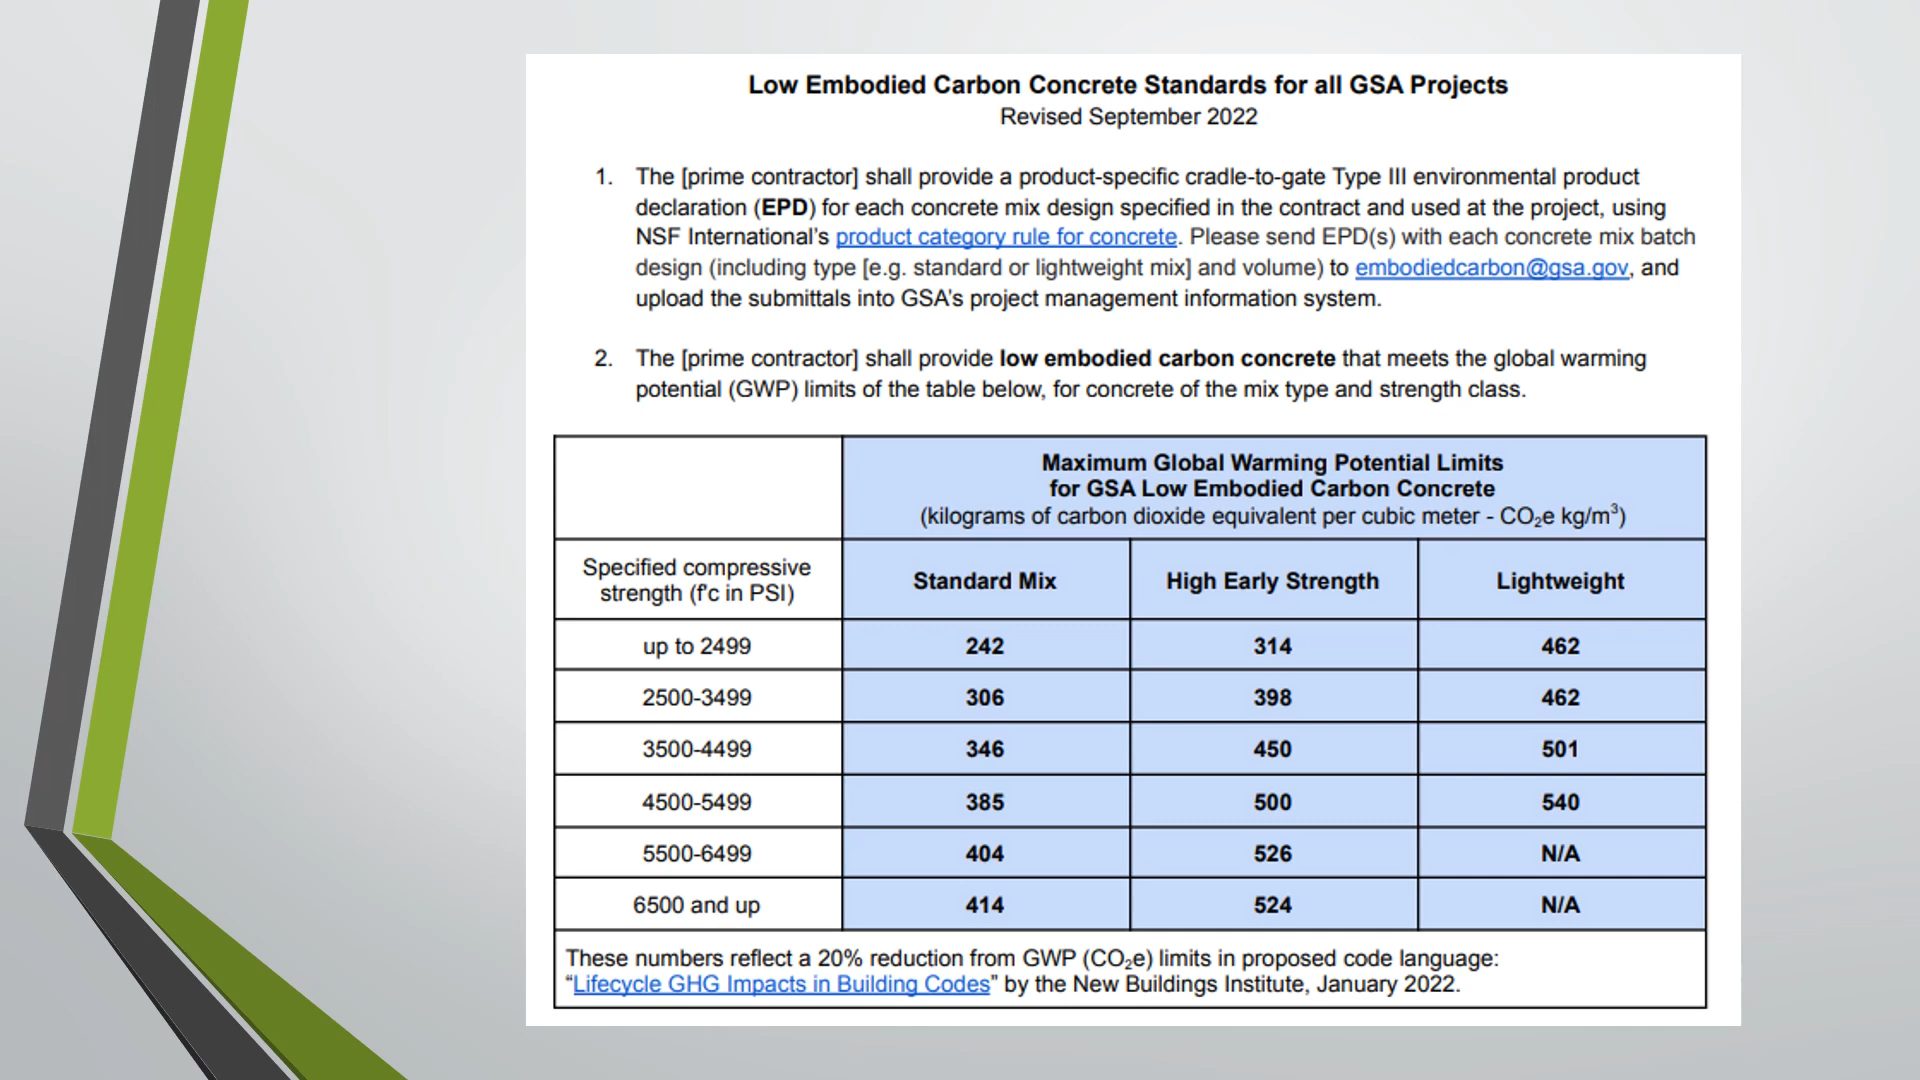 Low Embodied Carbon Concrete Standards for all GSA Projects
Revised September 2022
1. The [prime contractor] shall provide a product-specific cradle-to-gate Type III environmental product
declaration (EPD) for each concrete mix design specified in the contract and used at the project, using
NSF International's product category rule for concrete. Please send EPD(s) with each concrete mix batch
design (including type [e.g. standard or lightweight mix] and volume) to embodiedcarbon@gsa.gov, and
upload the submittals into GSA's project management information system.
2. The [prime contractor] shall provide low embodied carbon concrete that meets the global warming
potential (GWP) limits of the table below, for concrete of the mix type and strength class.
Maximum Global Warming Potential Limits
for GSA Low Embodied Carbon Concrete
(kilograms of carbon dioxide equivalent per cubic meter - CO₂e kg/m³)
Specified compressive
strength (f'c in PSI)
Standard Mix High Early Strength Lightweight
up to 2499 242 314 462
2500-3499 306 398 462
3500-4499 346 450 501
4500-5499 385 500 540
5500-6499 404 526 N/A
6500 and up 414 524 N/A
These numbers reflect a 20% reduction from GWP (CO₂e) limits in proposed code language:
“Lifecycle GHG Impacts in Building Codes” by the New Buildings Institute, January 2022.